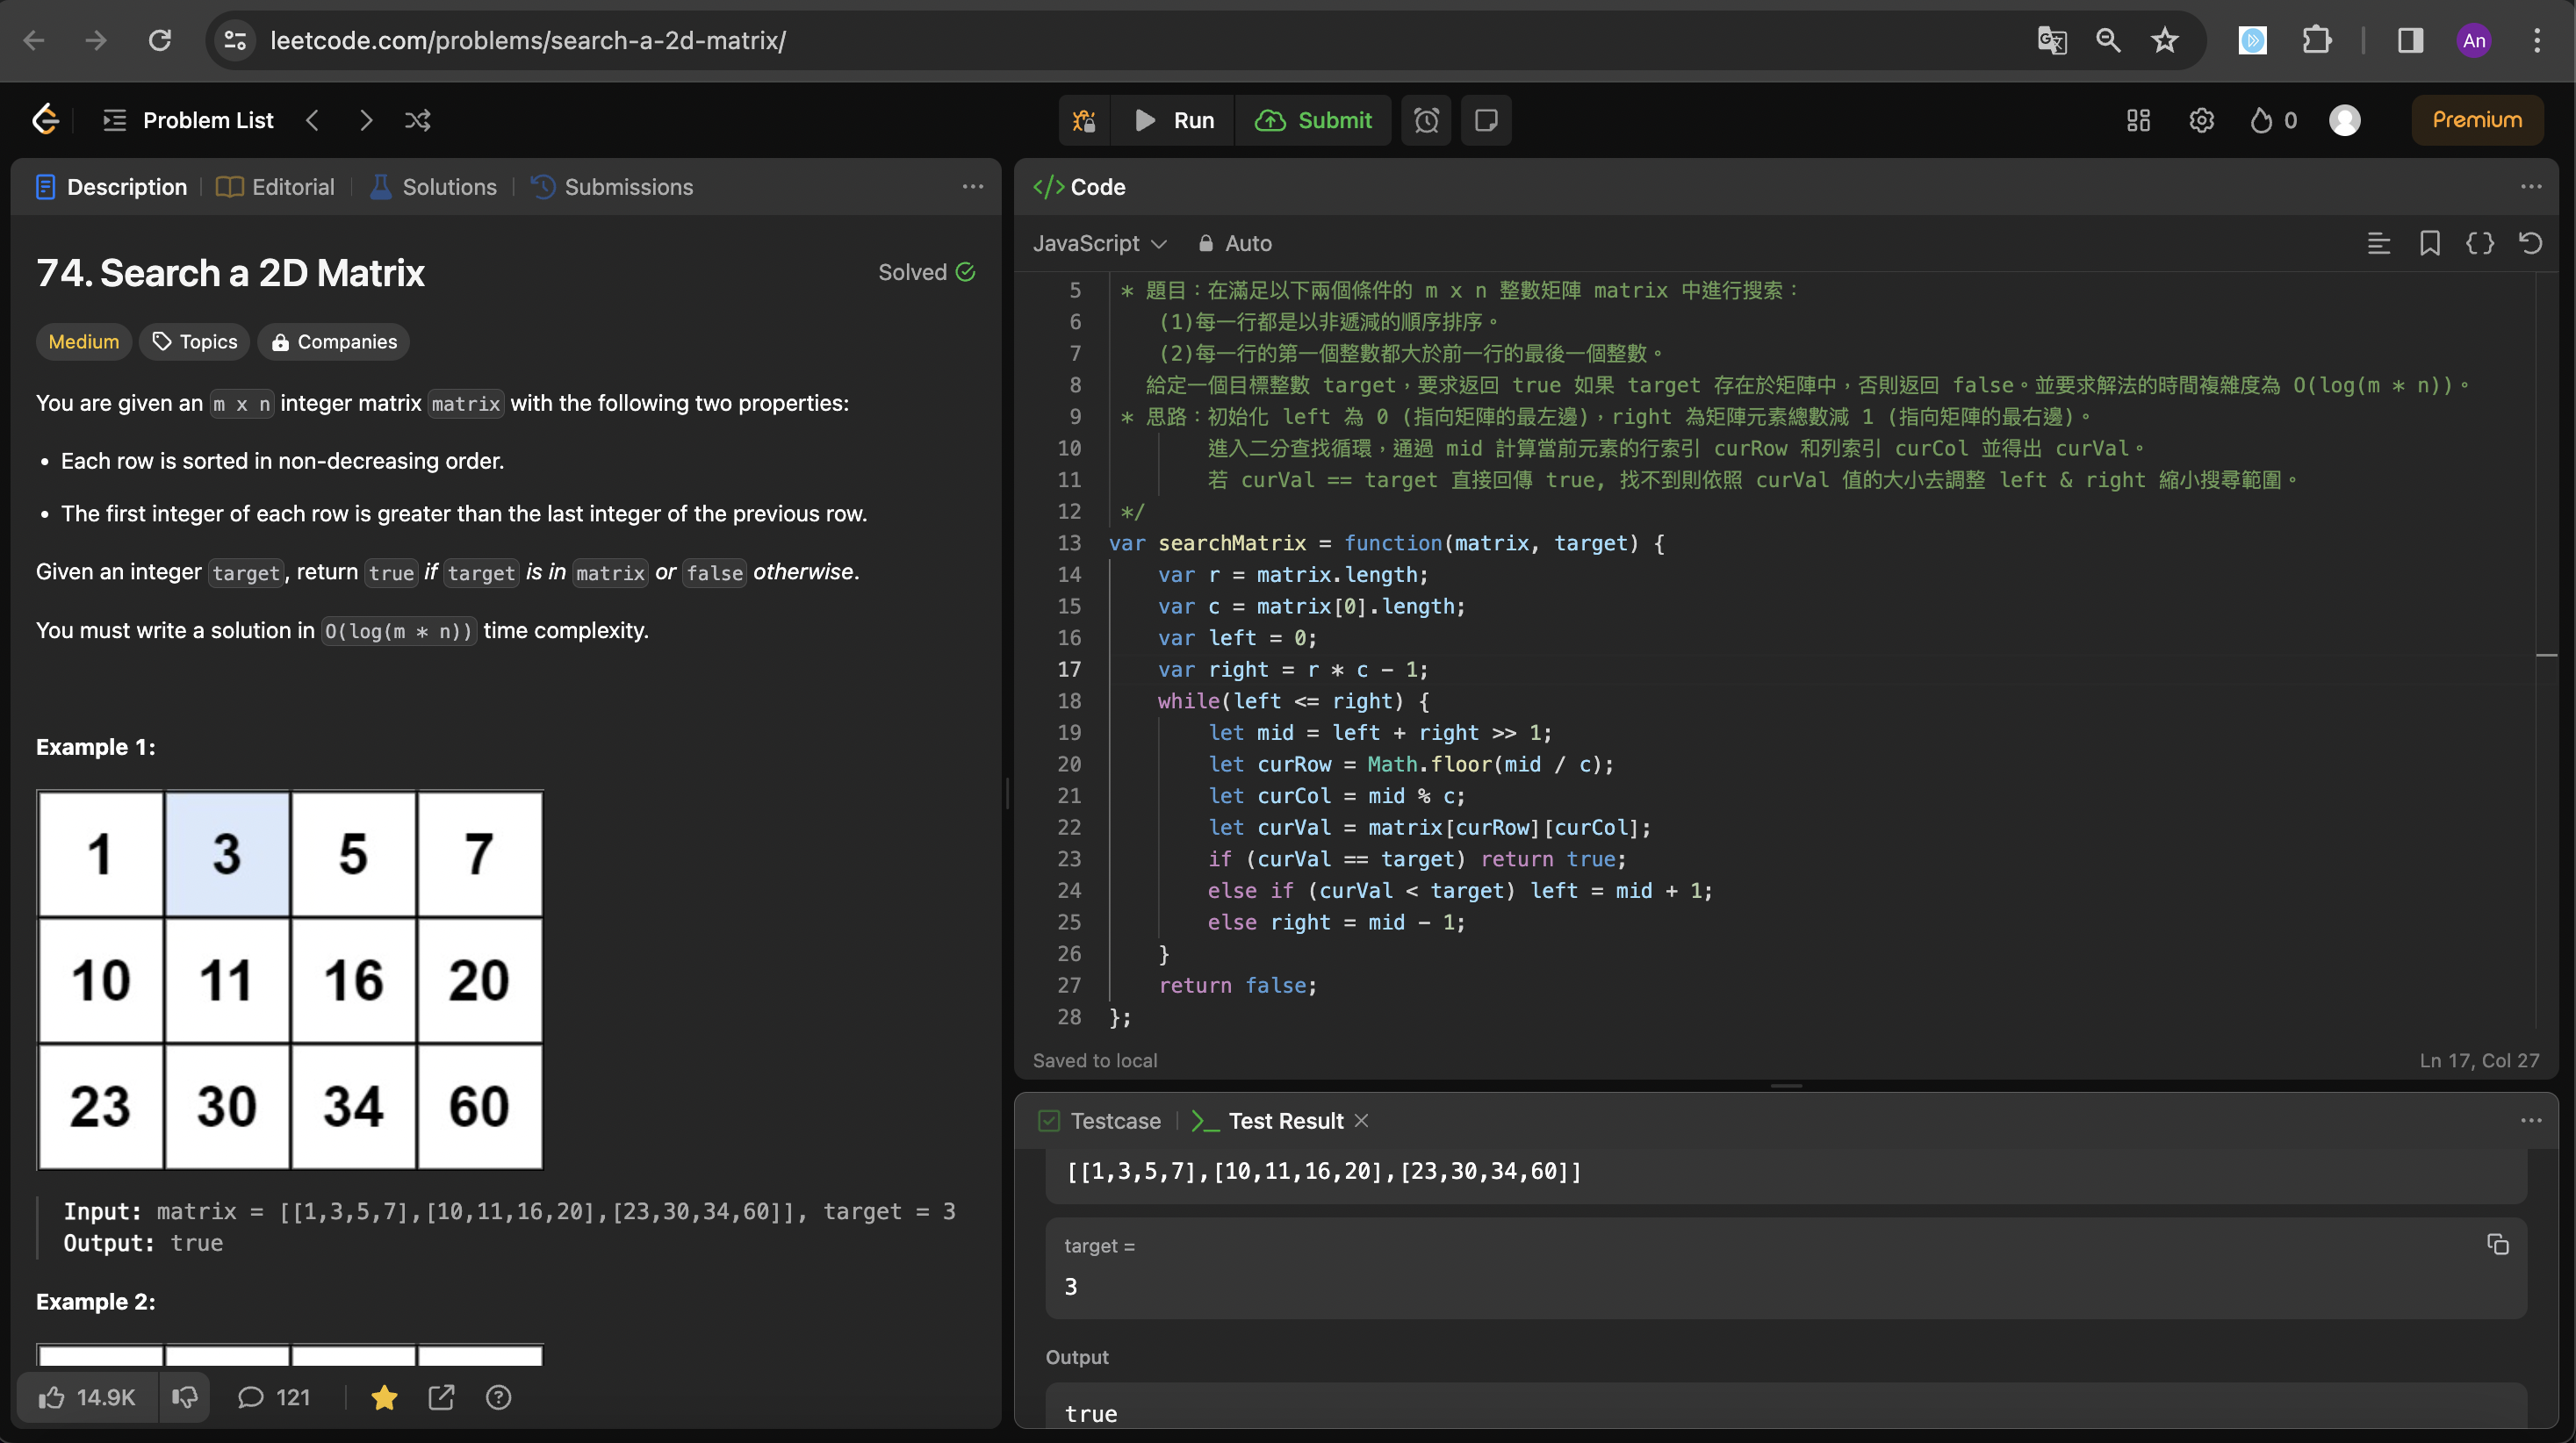 leetcode.com/problems/search-a-2d-matrix/
An
Problem List
Run
Submit
0
Premium
Description
Editorial
Solutions
Submissions
74. Search a 2D Matrix
Solved
Medium
Topics
Companies
You are given an m x n integer matrix matrix with the following two properties:
• Each row is sorted in non-decreasing order.
• The first integer of each row is greater than the last integer of the previous row.
Given an integer target, return true if target is in matrix or false otherwise.
You must write a solution in O(log(m * n)) time complexity.
Example 1:
1 3 5 7
10 11 16 20
23 30 34 60
Input: matrix = [[1,3,5,7],[10,11,16,20],[23,30,34,60]], target = 3
Output: true
Example 2:
14.9K
121
</> Code
JavaScript
Auto
5 * 題目：在滿足以下兩個條件的 m x n 整數矩陣 matrix 中進行搜索：
6 (1)每一行都是以非遞減的順序排序。
7 (2)每一行的第一個整數都大於前一行的最後一個整數。
8 給定一個目標整數 target，要求返回 true 如果 target 存在於矩陣中，否則返回 false。並要求解法的時間複雜度為 O(log(m * n))。
9 * 思路：初始化 left 為 0 (指向矩陣的最左邊)，right 為矩陣元素總數減 1 (指向矩陣的最右邊)。
10 進入二分查找循環，通過 mid 計算當前元素的行索引 curRow 和列索引 curCol 並得出 curVal。
11 若 curVal == target 直接回傳 true, 找不到則依照 curVal 值的大小去調整 left & right 縮小搜尋範圍。
12 */
13 var searchMatrix = function(matrix, target) {
14 var r = matrix.length;
15 var c = matrix[0].length;
16 var left = 0;
17 var right = r * c - 1;
18 while(left <= right) {
19 let mid = left + right >> 1;
20 let curRow = Math.floor(mid / c);
21 let curCol = mid % c;
22 let curVal = matrix[curRow][curCol];
23 if (curVal == target) return true;
24 else if (curVal < target) left = mid + 1;
25 else right = mid - 1;
26 }
27 return false;
28 };
Saved to local
Ln 17, Col 27
Testcase
>_ Test Result
[[1,3,5,7],[10,11,16,20],[23,30,34,60]]
target =
3
Output
true